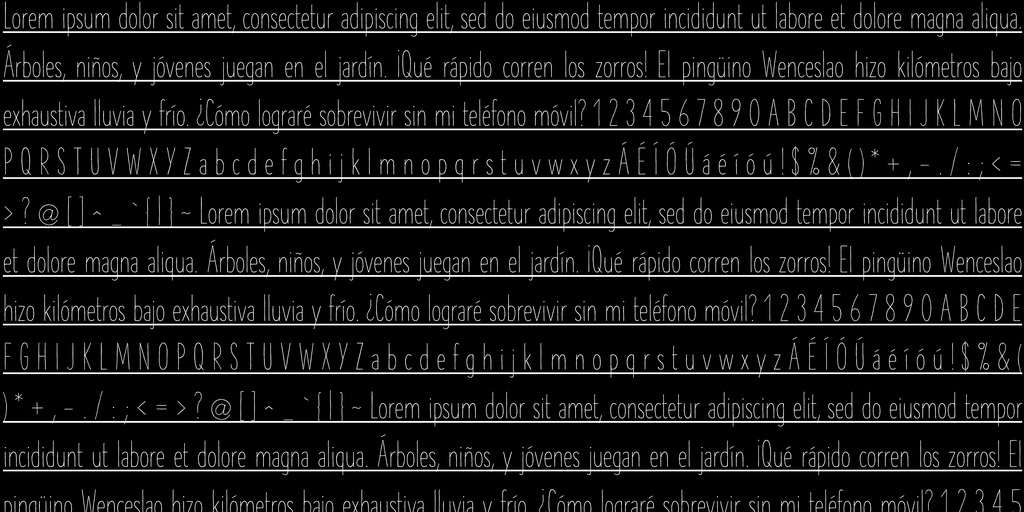 Lorem ipsum dolor sit amet, consectetur adipiscing elit, sed do eiusmod tempor incididunt ut labore et dolore magna aliqua.
Árboles, niños, y jóvenes juegan en el jardín. ¡Qué rápido corren los zorros! El pingüino Wenceslao hizo kilómetros bajo
exhaustiva lluvia y frío. ¿Cómo lograré sobrevivir sin mi teléfono móvil? 1 2 3 4 5 6 7 8 9 0 A B C D E F G H I J K L M N O
P Q R S T U V W X Y Z a b c d e f g h i j k l m n o p q r s t u v w x y z Á É Í Ó Ú á é í ó ú ! $ % & ( ) * + , - . / : ; < =
> ? @ [ ] ^ _ ` { | } ~ Lorem ipsum dolor sit amet, consectetur adipiscing elit, sed do eiusmod tempor incididunt ut labore
et dolore magna aliqua. Árboles, niños, y jóvenes juegan en el jardín. ¡Qué rápido corren los zorros! El pingüino Wenceslao
hizo kilómetros bajo exhaustiva lluvia y frío. ¿Cómo lograré sobrevivir sin mi teléfono móvil? 1 2 3 4 5 6 7 8 9 0 A B C D E
F G H I J K L M N O P Q R S T U V W X Y Z a b c d e f g h i j k l m n o p q r s t u v w x y z Á É Í Ó Ú á é í ó ú ! $ % & (
) * + , - . / : ; < = > ? @ [ ] ^ _ ` { | } ~ Lorem ipsum dolor sit amet, consectetur adipiscing elit, sed do eiusmod tempor
incididunt ut labore et dolore magna aliqua. Árboles, niños, y jóvenes juegan en el jardín. ¡Qué rápido corren los zorros! El
pingüino Wenceslao hizo kilómetros bajo exhaustiva lluvia y frío. ¿Cómo lograré sobrevivir sin mi teléfono móvil? 1 2 3 4 5